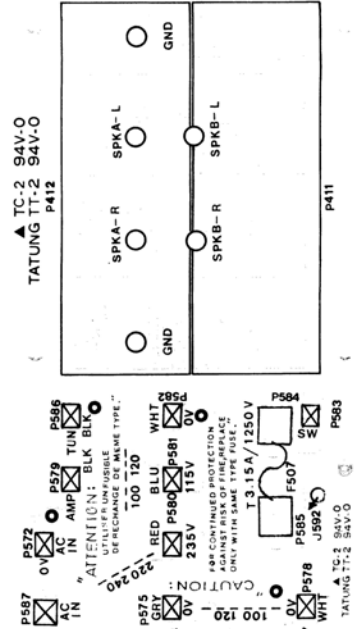 ▲ TC-2 94V-0
TATUNG TT-2 94V-0
P412
GND
SPKA-L
SPKA-R
GND
SPKB-L
SPKB-R
P411
P587
AC
IN
P572
0V
AC
IN
P579
AMP
BLK
P586
TUN
BLK
"ATTENTION:
UTILISER UNFUSIBLE
DERECHANGE DE MEME TYPE."
220 240
100 120
RED
P580
235V
BLU
P581
115V
WHT
P582
0V
P575
GRY
0V
"CAUTION:
FOR CONTINUED PROTECTION
AGAINST RISK OF FIRE,REPLACE
ONLY WITH SAME TYPE FUSE."
100 120
0V
P578
WHT
T 3.15A/1250V
P585
F507
P584
J592
SW
P583
▲ TC-2 94V-0
TATUNG TT-2 94V-0